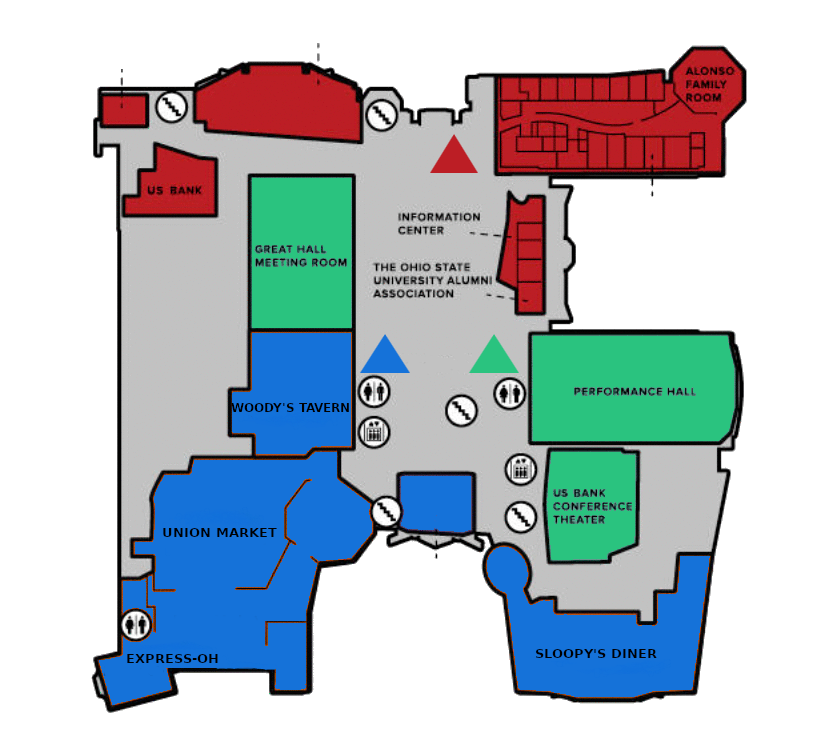 ALONSO
FAMILY
ROOM
US BANK
INFORMATION
CENTER
GREAT HALL
MEETING ROOM
THE OHIO STATE
UNIVERSITY ALUMNI
ASSOCIATION
PERFORMANCE HALL
WOODY'S TAVERN
US BANK
CONFERENCE
THEATER
UNION MARKET
SLOOPY'S DINER
EXPRESS-OH